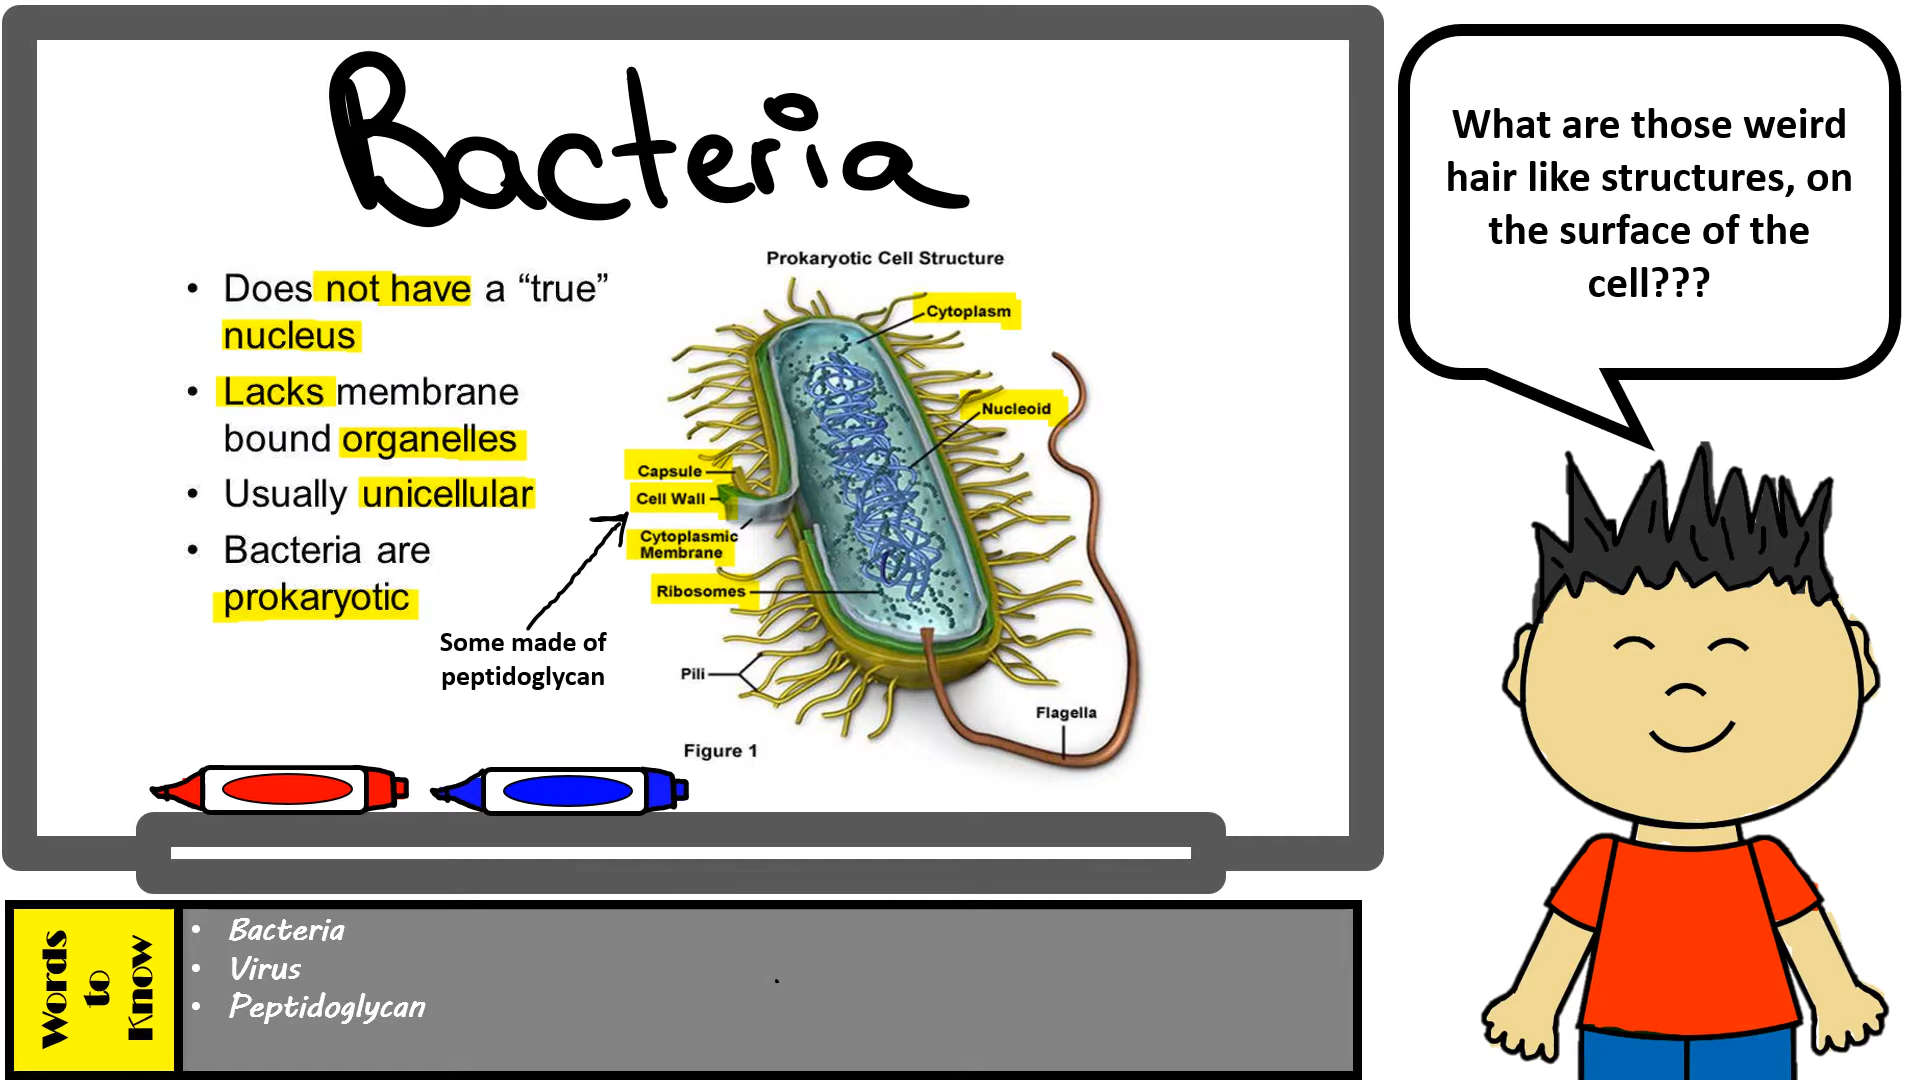 Bacteria
• Does not have a “true”
nucleus
• Lacks membrane
bound organelles
• Usually unicellular
• Bacteria are
prokaryotic
Some made of
peptidoglycan
Prokaryotic Cell Structure
Cytoplasm
Nucleoid
Capsule
Cell Wall
Cytoplasmic
Membrane
Ribosomes
Pili
Flagella
Figure 1
What are those weird
hair like structures, on
the surface of the
cell???
Words
to
Know
• Bacteria
• Virus
• Peptidoglycan